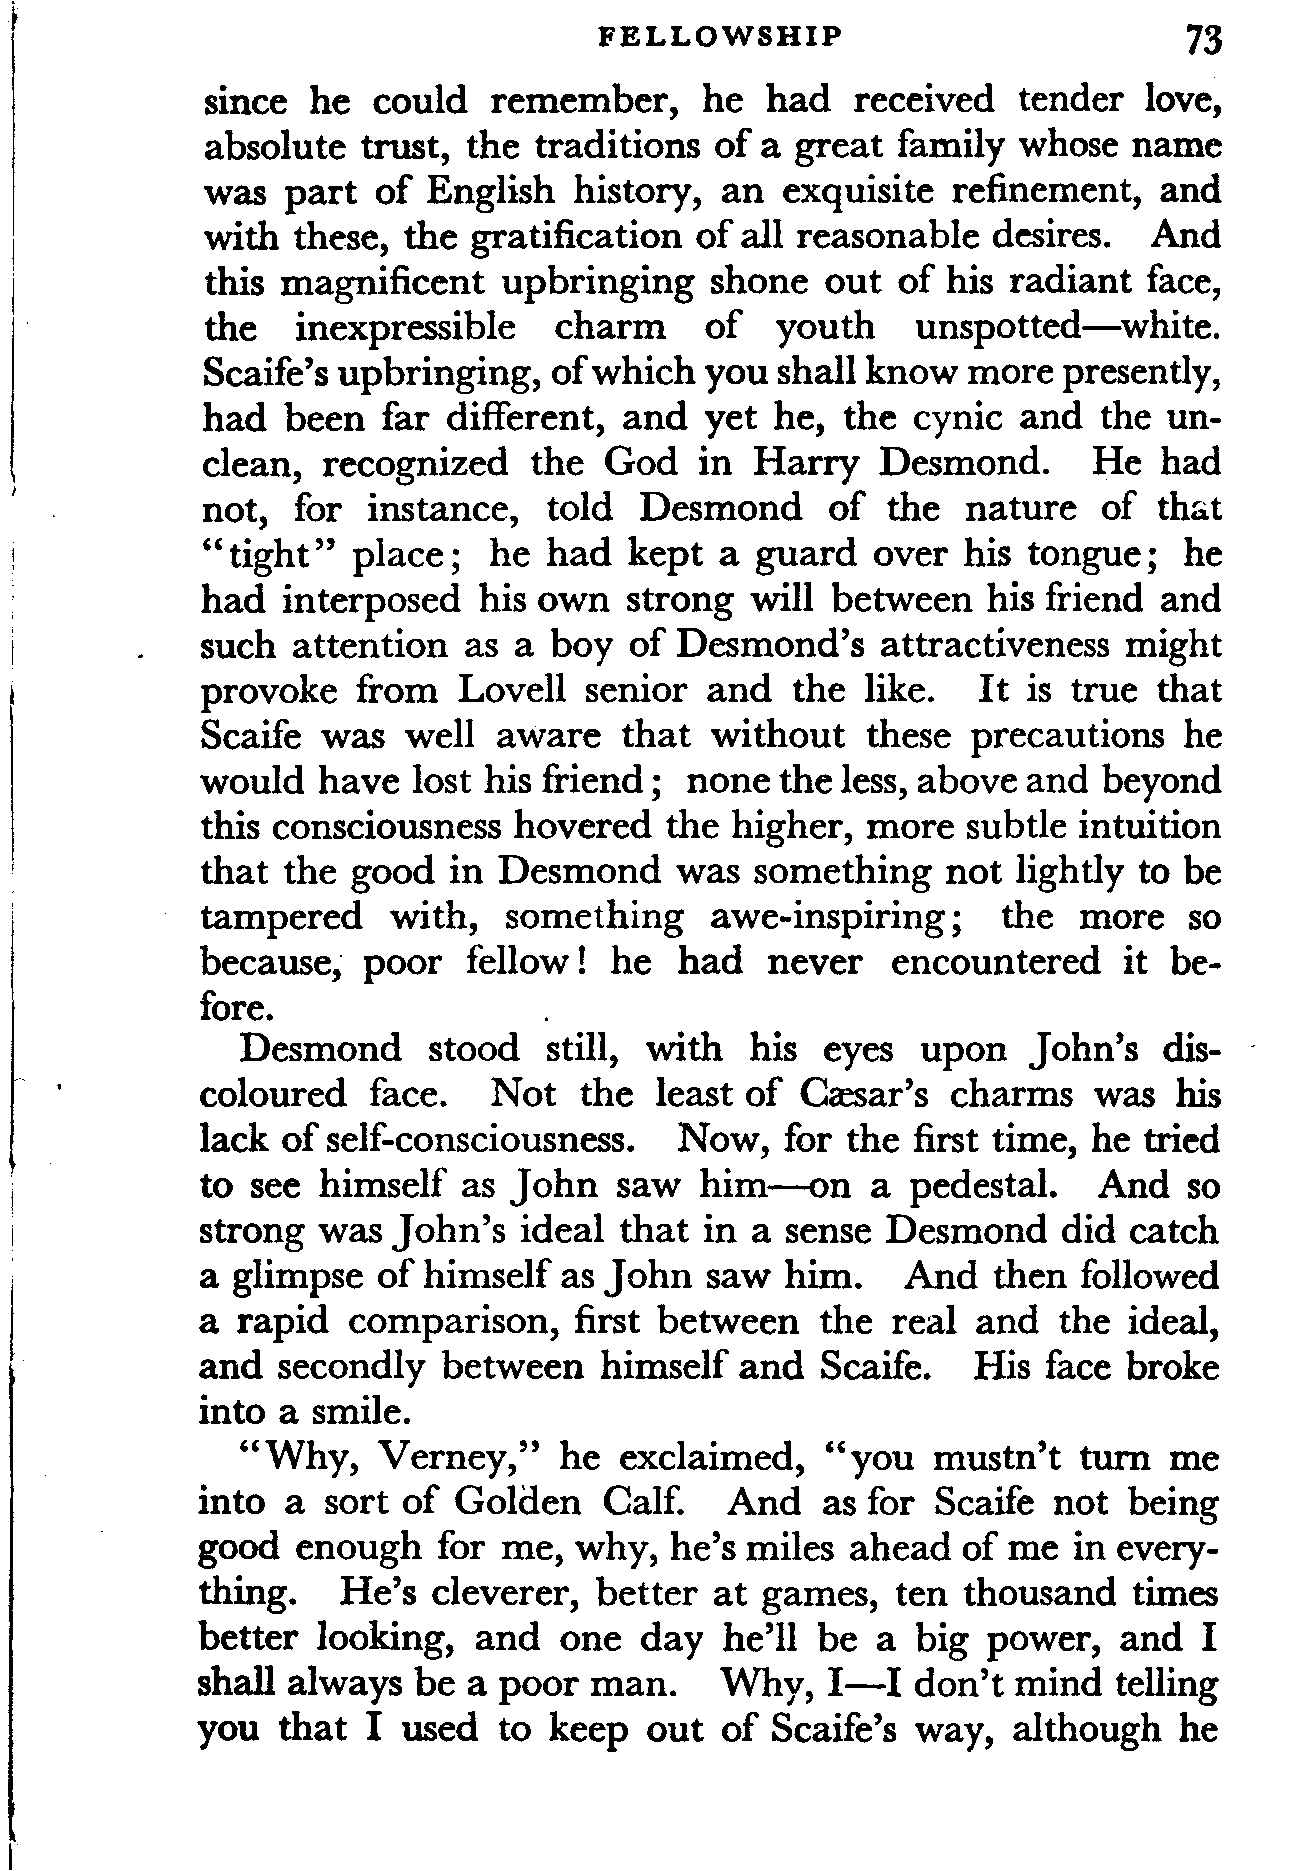 FELLOWSHIP 73
since he could remember, he had received tender love,
absolute trust, the traditions of a great family whose name
was part of English history, an exquisite refinement, and
with these, the gratification of all reasonable desires. And
this magnificent upbringing shone out of his radiant face,
the inexpressible charm of youth unspotted—white.
Scaife's upbringing, of which you shall know more presently,
had been far different, and yet he, the cynic and the un-
clean, recognized the God in Harry Desmond. He had
not, for instance, told Desmond of the nature of that
"tight" place; he had kept a guard over his tongue; he
had interposed his own strong will between his friend and
such attention as a boy of Desmond's attractiveness might
provoke from Lovell senior and the like. It is true that
Scaife was well aware that without these precautions he
would have lost his friend; none the less, above and beyond
this consciousness hovered the higher, more subtle intuition
that the good in Desmond was something not lightly to be
tampered with, something awe-inspiring; the more so
because, poor fellow! he had never encountered it be-
fore.
Desmond stood still, with his eyes upon John's dis-
coloured face. Not the least of Cæsar's charms was his
lack of self-consciousness. Now, for the first time, he tried
to see himself as John saw him—on a pedestal. And so
strong was John's ideal that in a sense Desmond did catch
a glimpse of himself as John saw him. And then followed
a rapid comparison, first between the real and the ideal,
and secondly between himself and Scaife. His face broke
into a smile.
"Why, Verney," he exclaimed, "you mustn't turn me
into a sort of Golden Calf. And as for Scaife not being
good enough for me, why, he's miles ahead of me in every-
thing. He's cleverer, better at games, ten thousand times
better looking, and one day he'll be a big power, and I
shall always be a poor man. Why, I—I don't mind telling
you that I used to keep out of Scaife's way, although he